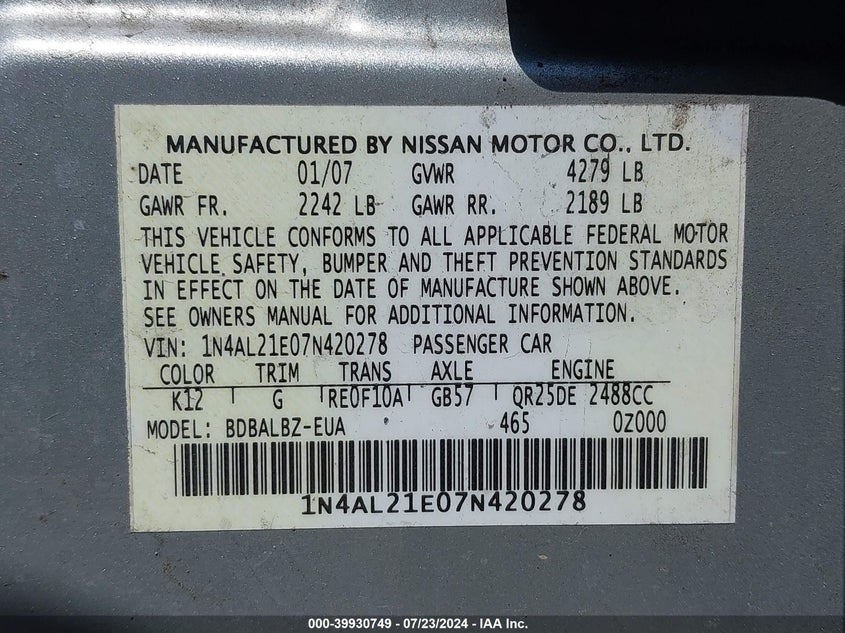 MANUFACTURED BY NISSAN MOTOR CO., LTD.
DATE 01/07 GVWR 4279 LB
GAWR FR. 2242 LB GAWR RR. 2189 LB
THIS VEHICLE CONFORMS TO ALL APPLICABLE FEDERAL MOTOR
VEHICLE SAFETY, BUMPER AND THEFT PREVENTION STANDARDS
IN EFFECT ON THE DATE OF MANUFACTURE SHOWN ABOVE.
SEE OWNERS MANUAL FOR ADDITIONAL INFORMATION.
VIN: 1N4AL21E07N420278 PASSENGER CAR
COLOR TRIM TRANS AXLE ENGINE
K12 G RE0F10A GB57 QR25DE 2488CC
MODEL: BDBALBZ-EUA 465 0Z000
1N4AL21E07N420278
000-39930749 - 07/23/2024 - IAA Inc.